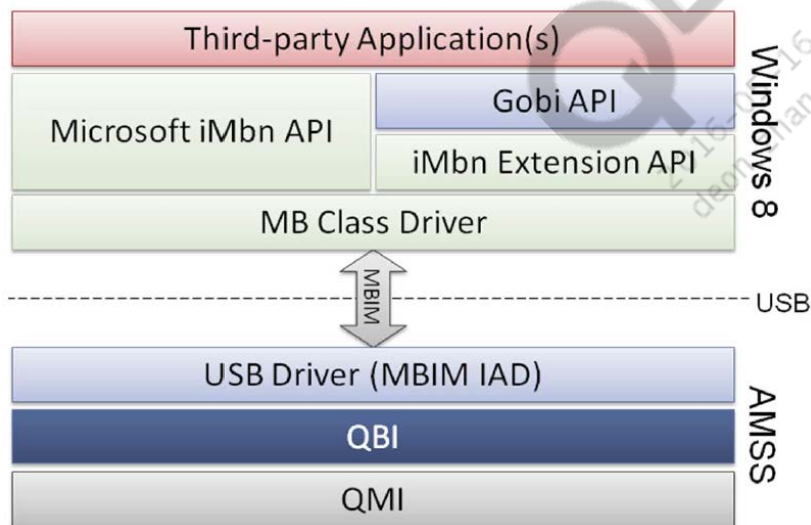 Third-party Application(s)
Microsoft iMbn API
Gobi API
iMbn Extension API
MB Class Driver
Windows 8
MBIM
USB
USB Driver (MBIM IAD)
QBI
QMI
AMSS